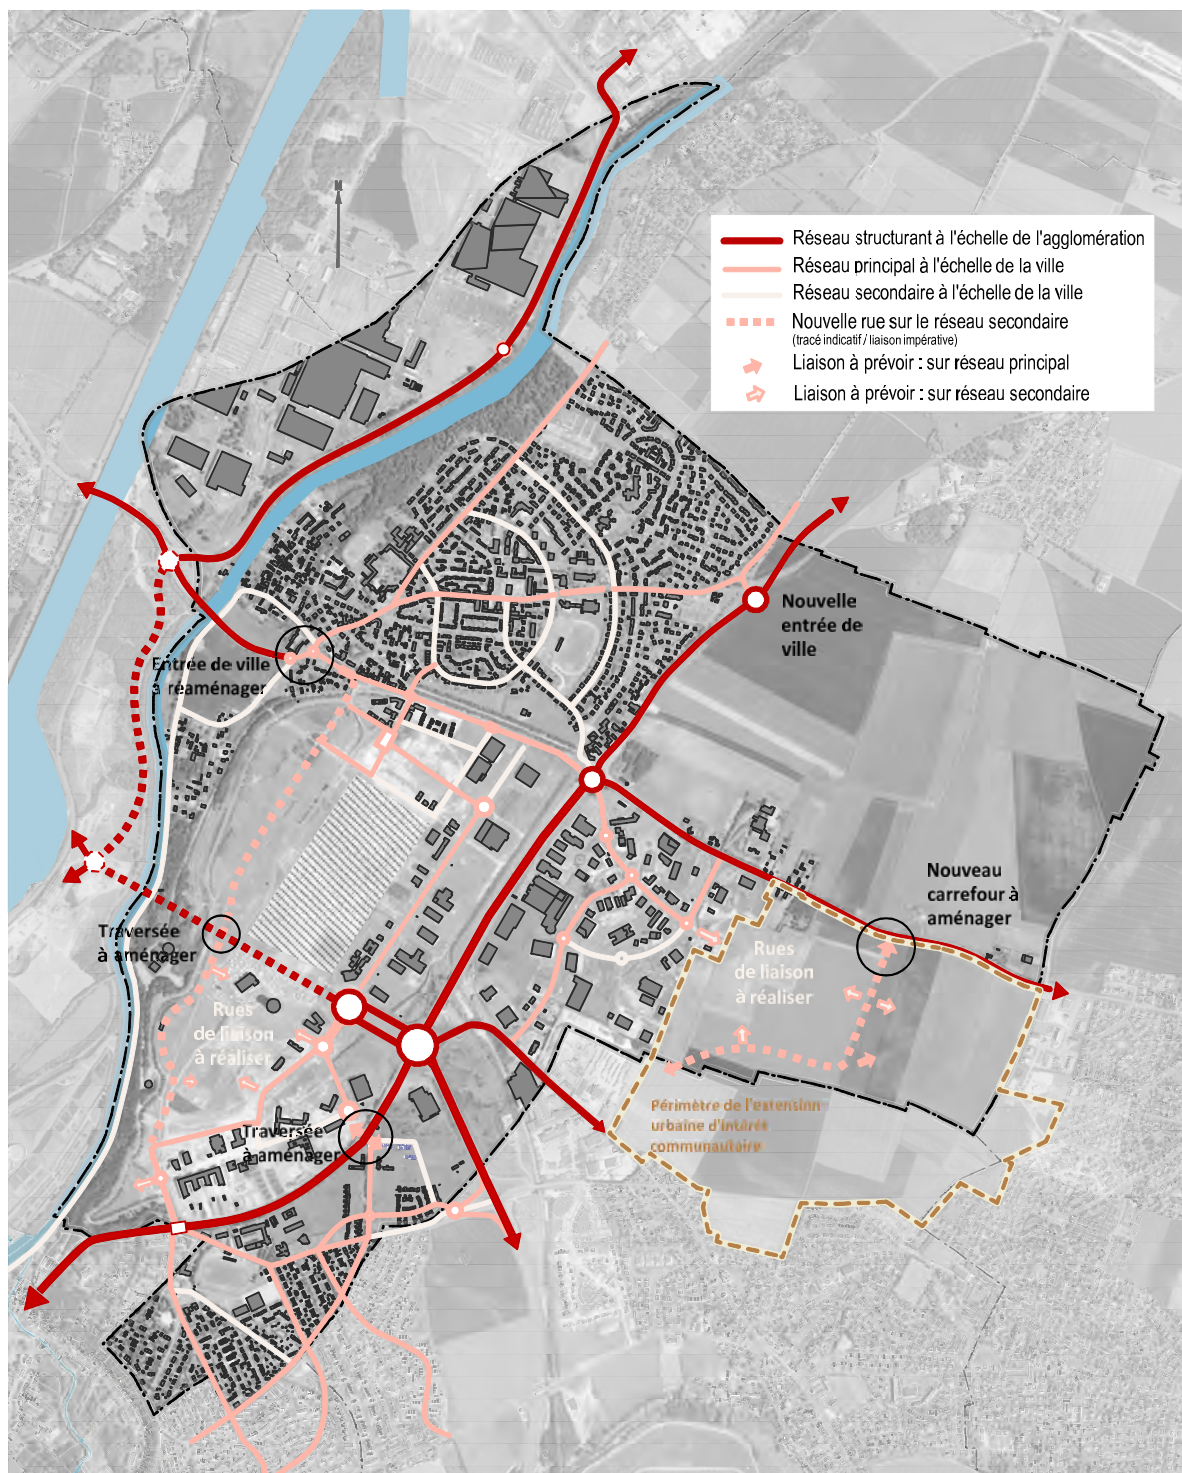 N
Réseau structurant à l'échelle de l'agglomération
Réseau principal à l'échelle de la ville
Réseau secondaire à l'échelle de la ville
Nouvelle rue sur le réseau secondaire
(tracé indicatif / liaison impérative)
Liaison à prévoir : sur réseau principal
Liaison à prévoir : sur réseau secondaire
Nouvelle
entrée de
ville
Entrée de ville
à réaménager
Nouveau
carrefour à
aménager
Traversée
à aménager
Rues
de liaison
à réaliser
Rues
de liaison
à réaliser
Périmètre de l'extension
urbaine d'intérêt
communautaire
Traversée
à aménager